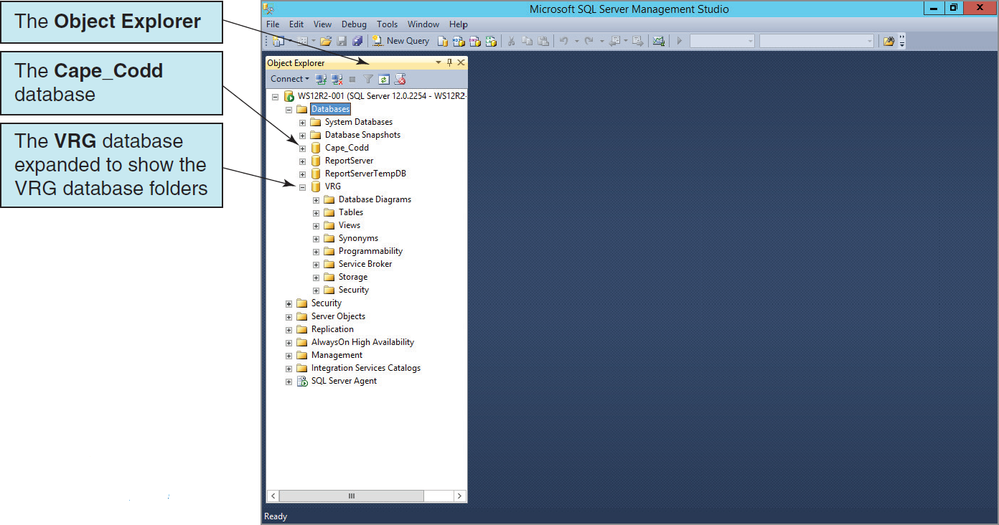 The Object Explorer
The Cape_Codd
database
The VRG database
expanded to show the
VRG database folders
Microsoft SQL Server Management Studio
File Edit View Debug Tools Window Help
New Query
Object Explorer
Connect
WS12R2-001 (SQL Server 12.0.2254 - WS12R2-
Databases
System Databases
Database Snapshots
Cape_Codd
ReportServer
ReportServerTempDB
VRG
Database Diagrams
Tables
Views
Synonyms
Programmability
Service Broker
Storage
Security
Security
Server Objects
Replication
AlwaysOn High Availability
Management
Integration Services Catalogs
SQL Server Agent
Ready